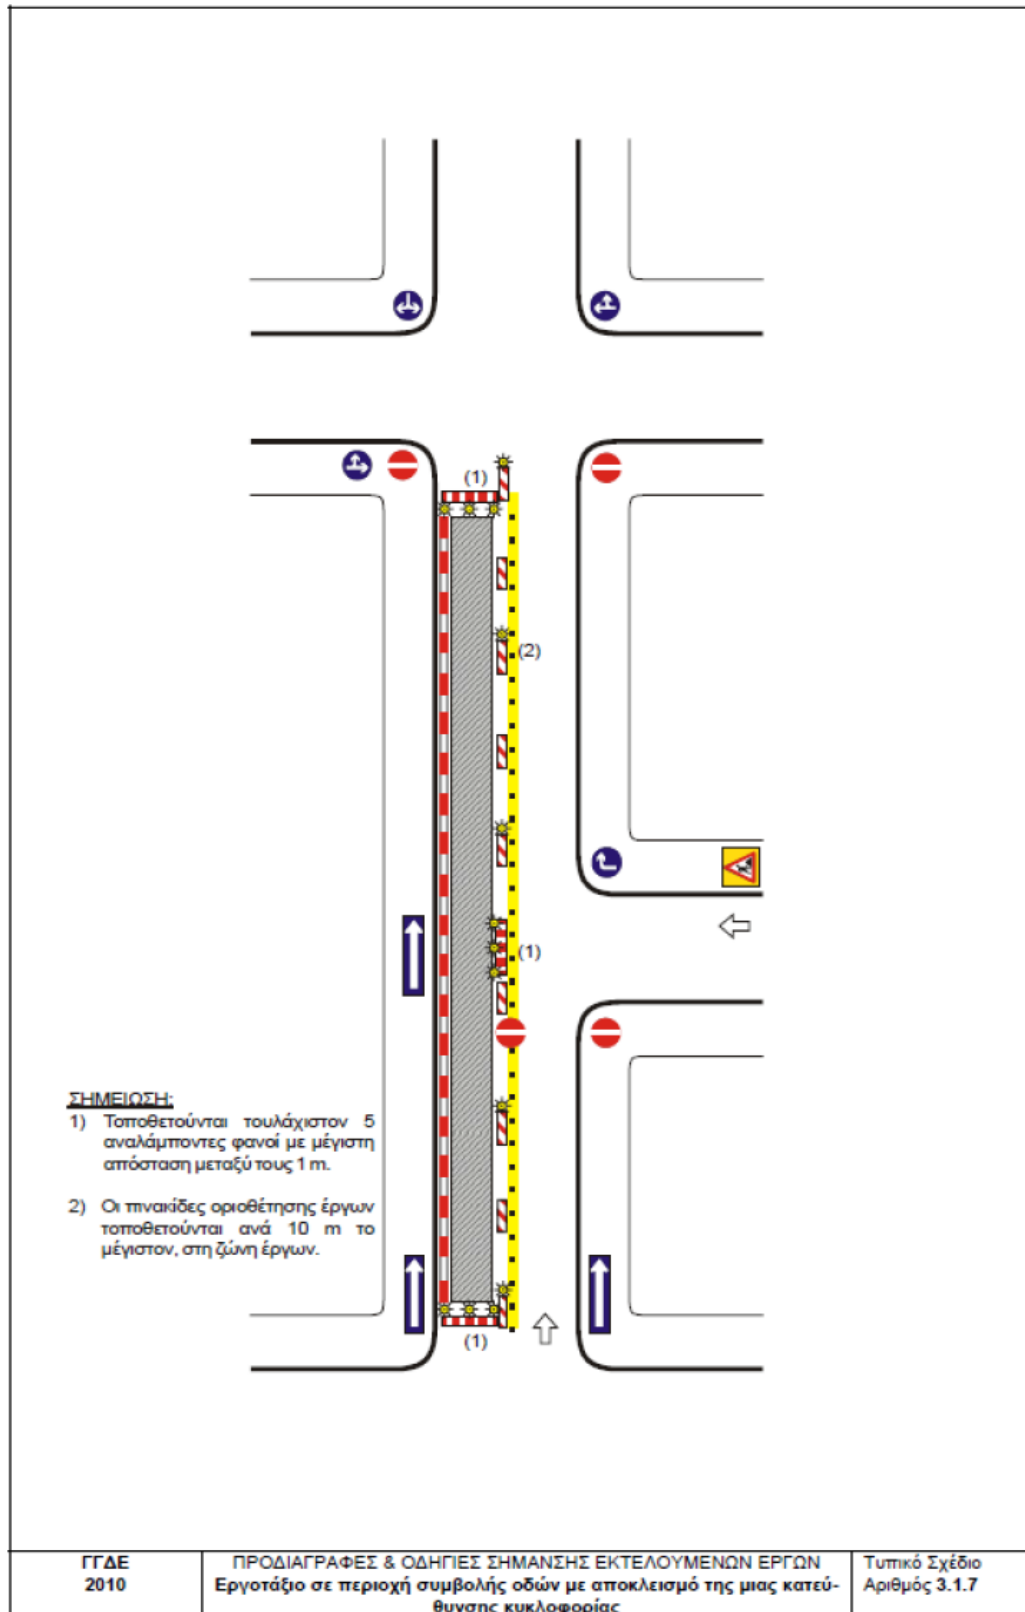 (1)
(2)
(1)
ΣΗΜΕΙΩΣΗ:
1) Τοποθετούνται τουλάχιστον 5
αναλάμποντες φανοί με μέγιστη
απόσταση μεταξύ τους 1 m.
2) Οι πινακίδες οριοθέτησης έργων
τοποθετούνται ανά 10 m το
μέγιστον, στη ζώνη έργων.
(1)
ΓΓΔΕ
2010
ΠΡΟΔΙΑΓΡΑΦΕΣ & ΟΔΗΓΙΕΣ ΣΗΜΑΝΣΗΣ ΕΚΤΕΛΟΥΜΕΝΩΝ ΕΡΓΩΝ
Εργοτάξιο σε περιοχή συμβολής οδών με αποκλεισμό της μιας κατεύ-
θυνσης κυκλοφορίας
Τυπικό Σχέδιο
Αριθμός 3.1.7